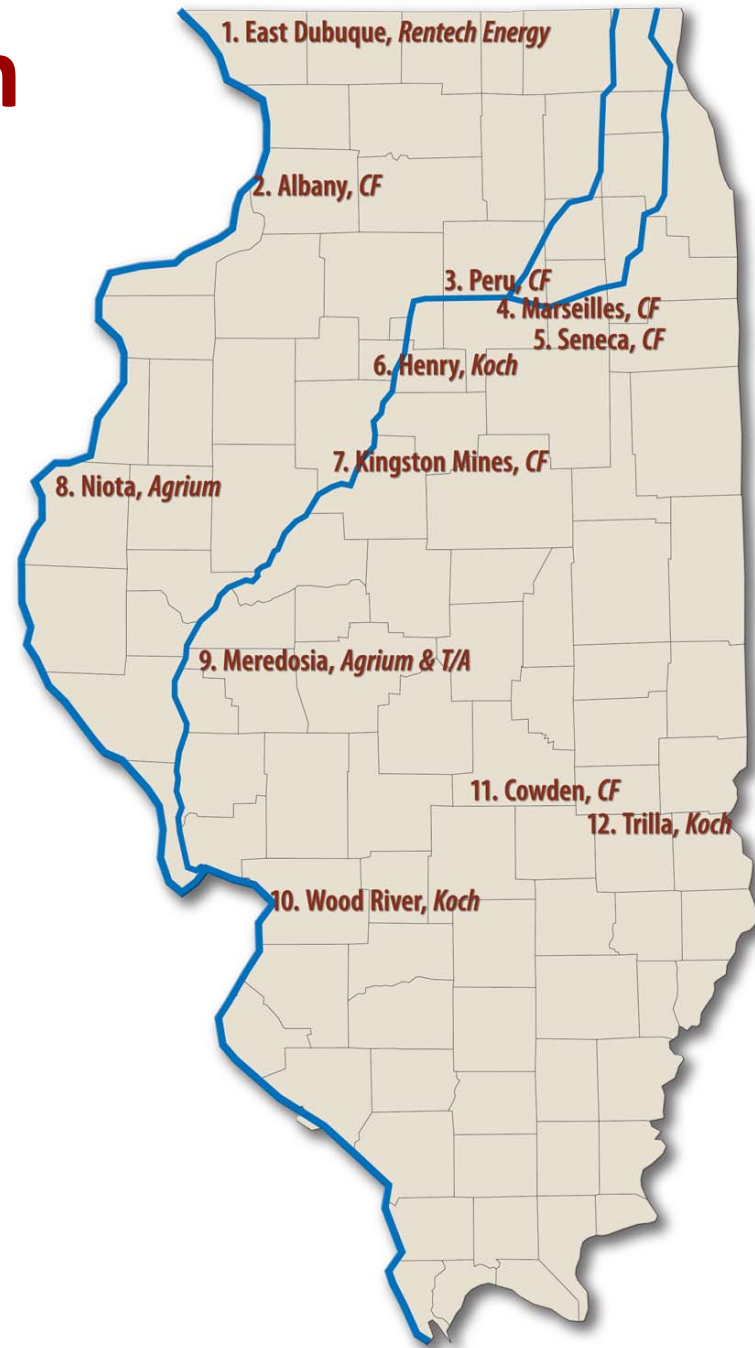 1. East Dubuque, Rentech Energy
2. Albany, CF
3. Peru, CF
4. Marseilles, CF
5. Seneca, CF
6. Henry, Koch
7. Kingston Mines, CF
8. Niota, Agrium
9. Meredosia, Agrium & T/A
11. Cowden, CF
12. Trilla, Koch
10. Wood River, Koch